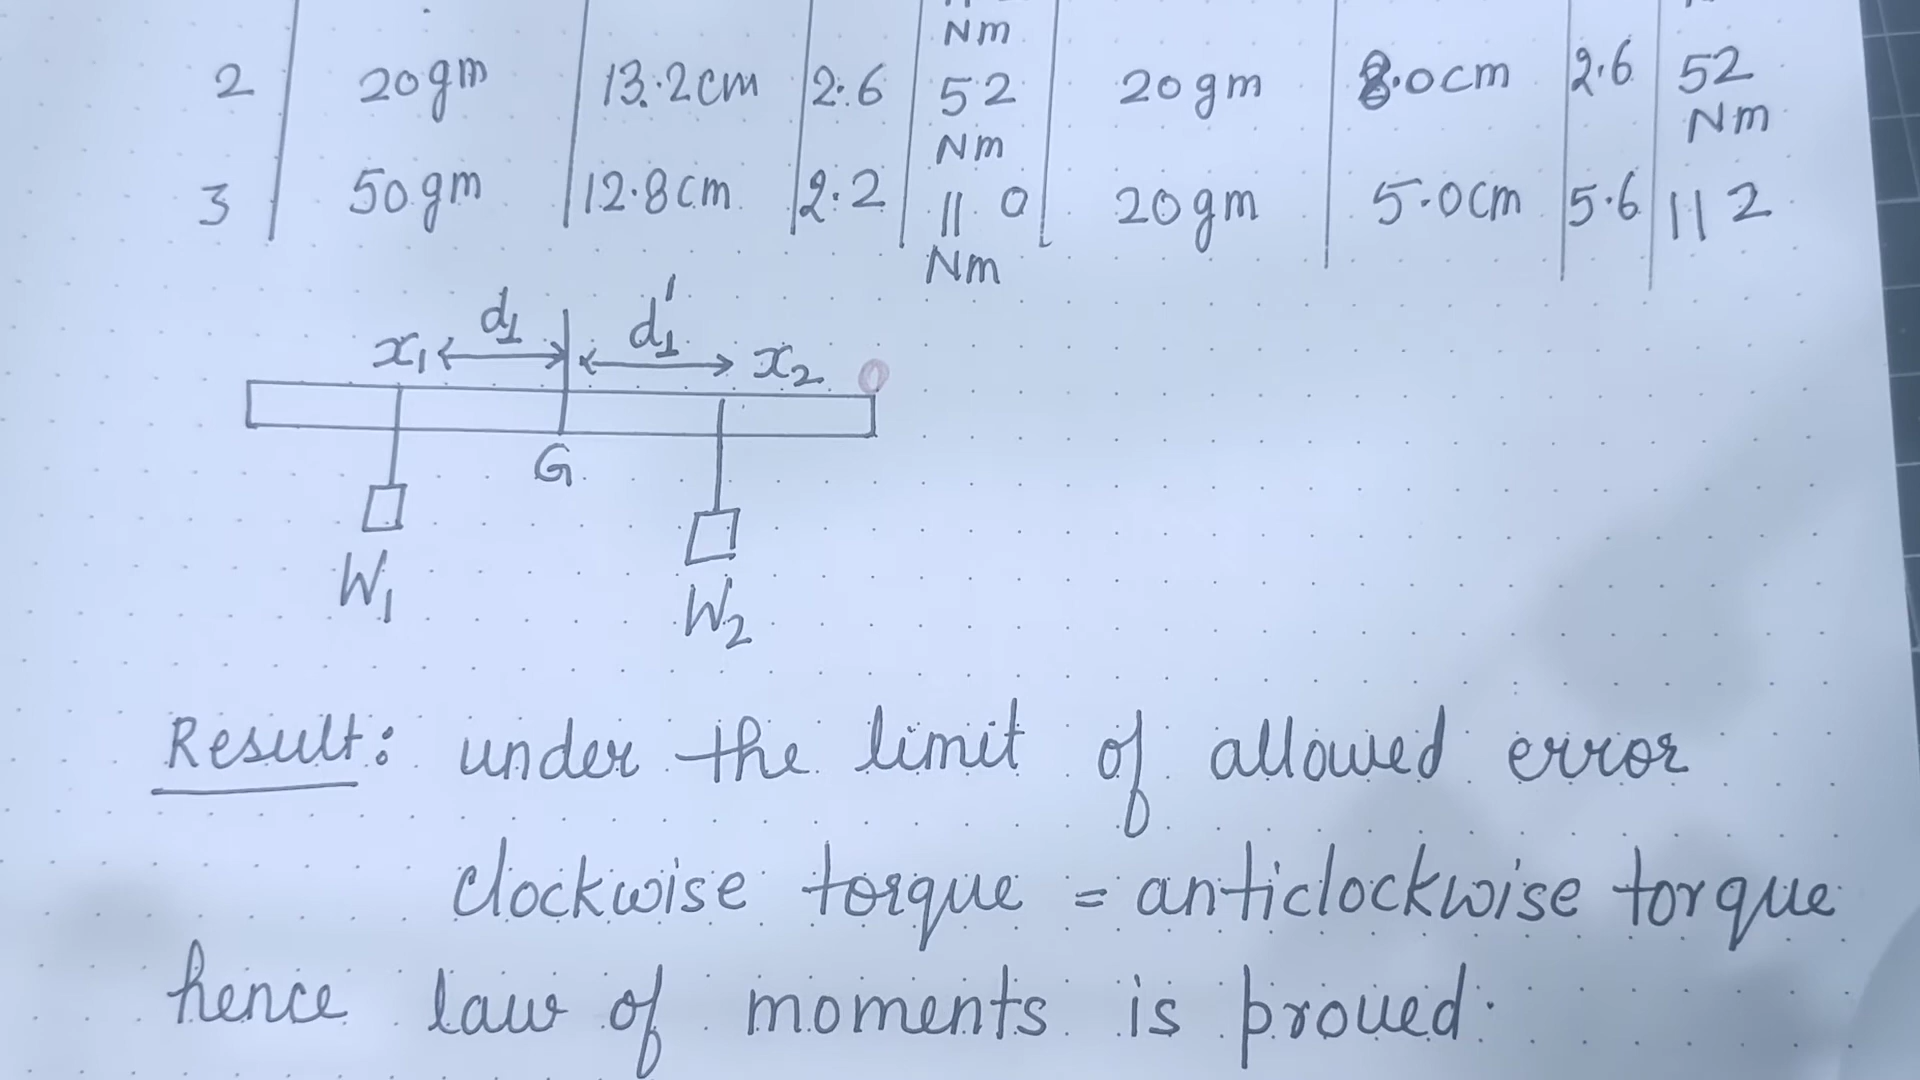 Nm
2 20gm 13.2cm 2.6 52 20gm 8.0cm 2.6 52
Nm Nm
3 50gm 12.8cm 2.2 110 20gm 5.0cm 5.6 112
Nm
x₁ d₁ d₁' x₂
G
W₁ W₂
Result: under the limit of allowed error
clockwise torque = anticlockwise torque
hence law of moments is proved.